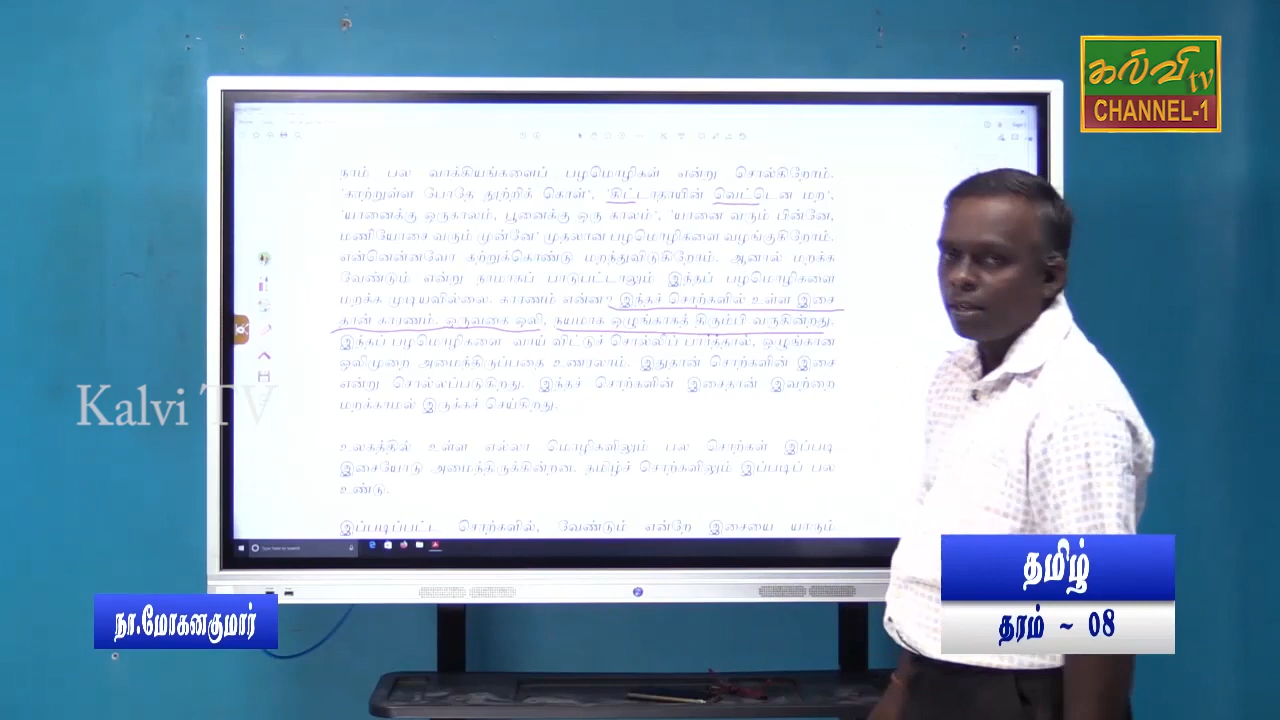 கல்வி tv
CHANNEL-1
நாம் பல வாக்கியங்களைப் பழமொழிகள் என்று சொல்கிறோம்.
'காற்றுள்ள போதே தூற்றிக் கொள்', 'கிட்டாதாயின் வெட்டென மற',
'யானைக்கு ஒருகாலம், பூனைக்கு ஒரு காலம்', 'யானை வரும் பின்னே,
மணியோசை வரும் முன்னே' முதலான பழமொழிகளை வழங்குகிறோம்.
என்னென்னவோ கற்றுக்கொண்டு மறந்துவிடுகிறோம். ஆனால் மறக்க
வேண்டும் என்று நாமாகப் பாடுபட்டாலும் இந்தப் பழமொழிகளை
மறக்க முடியவில்லை. காரணம் என்ன? இந்தச் சொற்களில் உள்ள இசை
தான் காரணம். ஒருவகை ஒலி, நயமாக ஒழுங்காகத் திரும்பி வருகின்றது.
இந்தப் பழமொழிகளை வாய் விட்டுச் சொல்லிப் பார்த்தால், ஒழுங்கான
ஒலிமுறை அமைந்திருப்பதை உணரலாம். இதுதான் சொற்களின் இசை
என்று சொல்லப்படுகிறது. இந்தச் சொற்களின் இசைதான் இவற்றை
மறக்காமல் இருக்கச் செய்கிறது.
உலகத்தில் உள்ள எல்லா மொழிகளிலும் பல சொற்கள் இப்படி
இசையோடு அமைந்திருக்கின்றன. தமிழ்ச் சொற்களிலும் இப்படிப் பல
உண்டு.
இப்படிப்பட்ட சொற்களில், வேண்டும் என்றே இசையை யாரும்
Type here to search
Kalvi TV
நா.மோகனகுமார்
தமிழ்
தரம் ~ 08